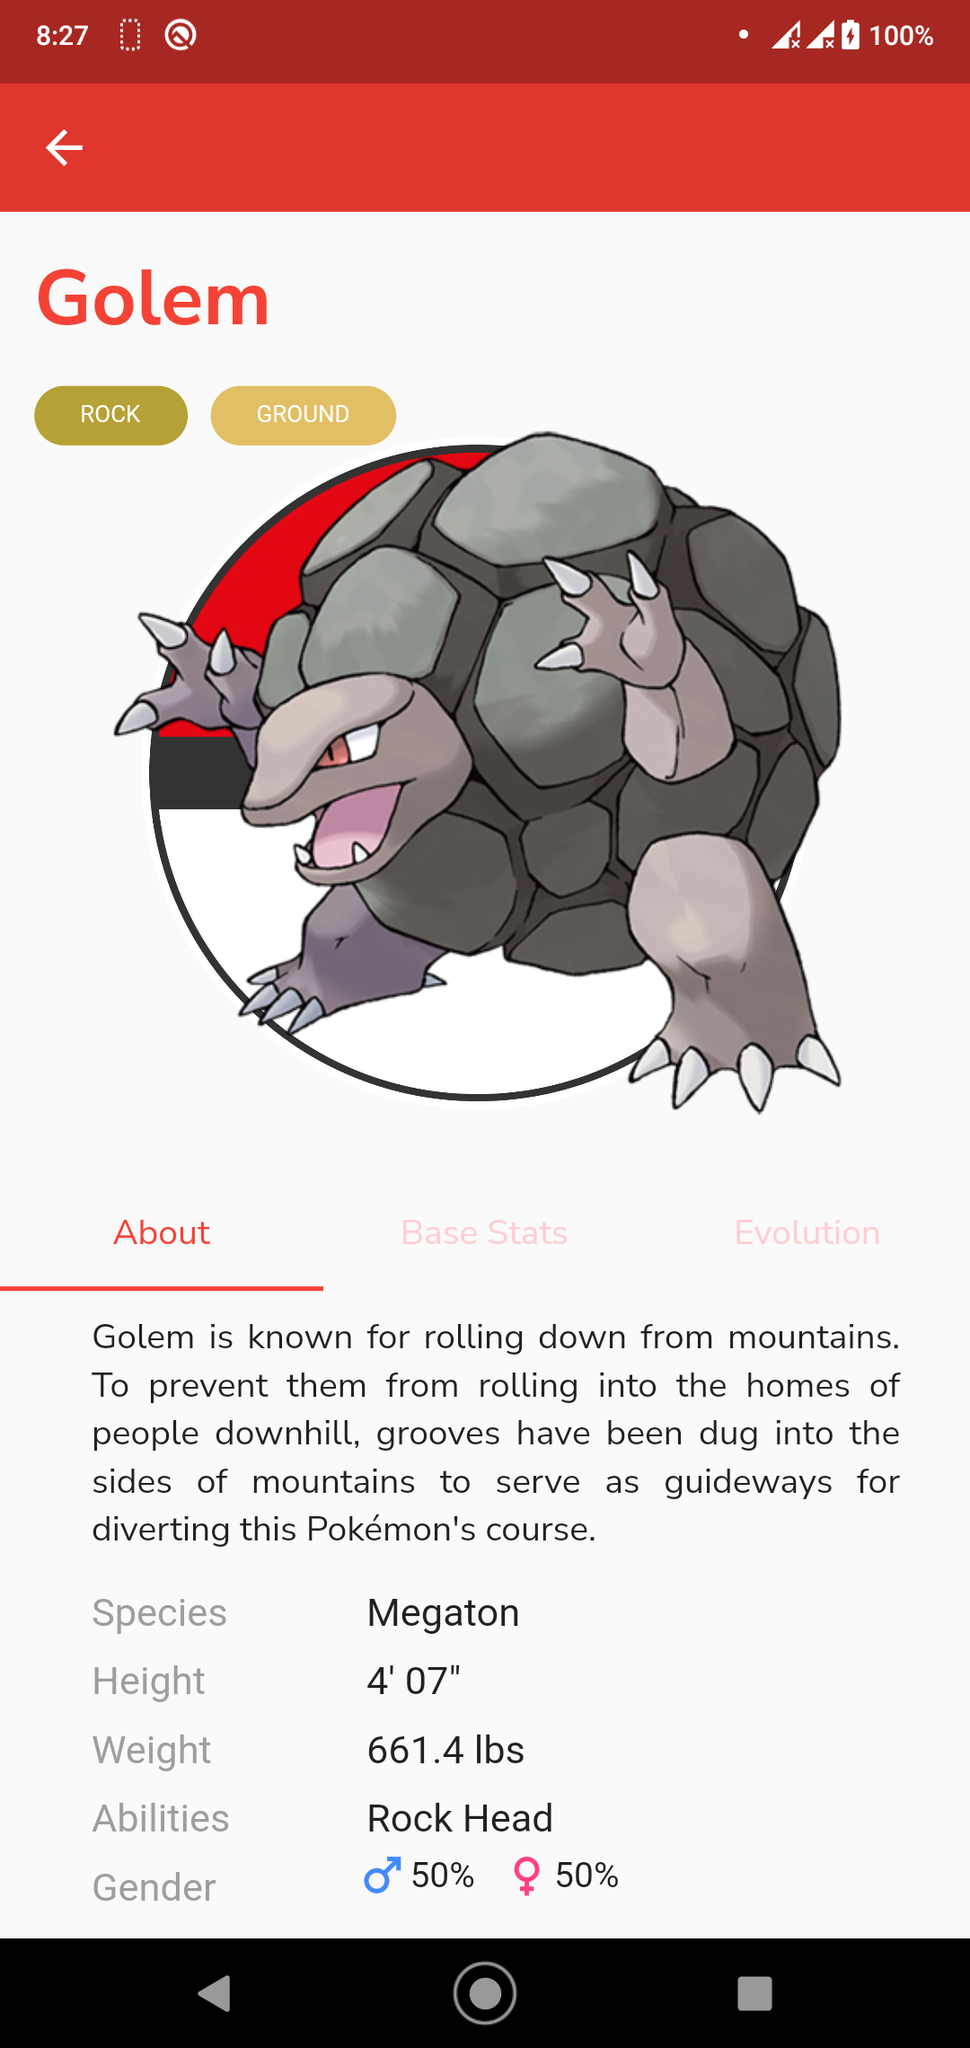 8:27
100%
Golem
ROCK
GROUND
About
Base Stats
Evolution
Golem is known for rolling down from mountains.
To prevent them from rolling into the homes of
people downhill, grooves have been dug into the
sides of mountains to serve as guideways for
diverting this Pokémon's course.
Species Megaton
Height 4' 07"
Weight 661.4 lbs
Abilities Rock Head
Gender 50% 50%